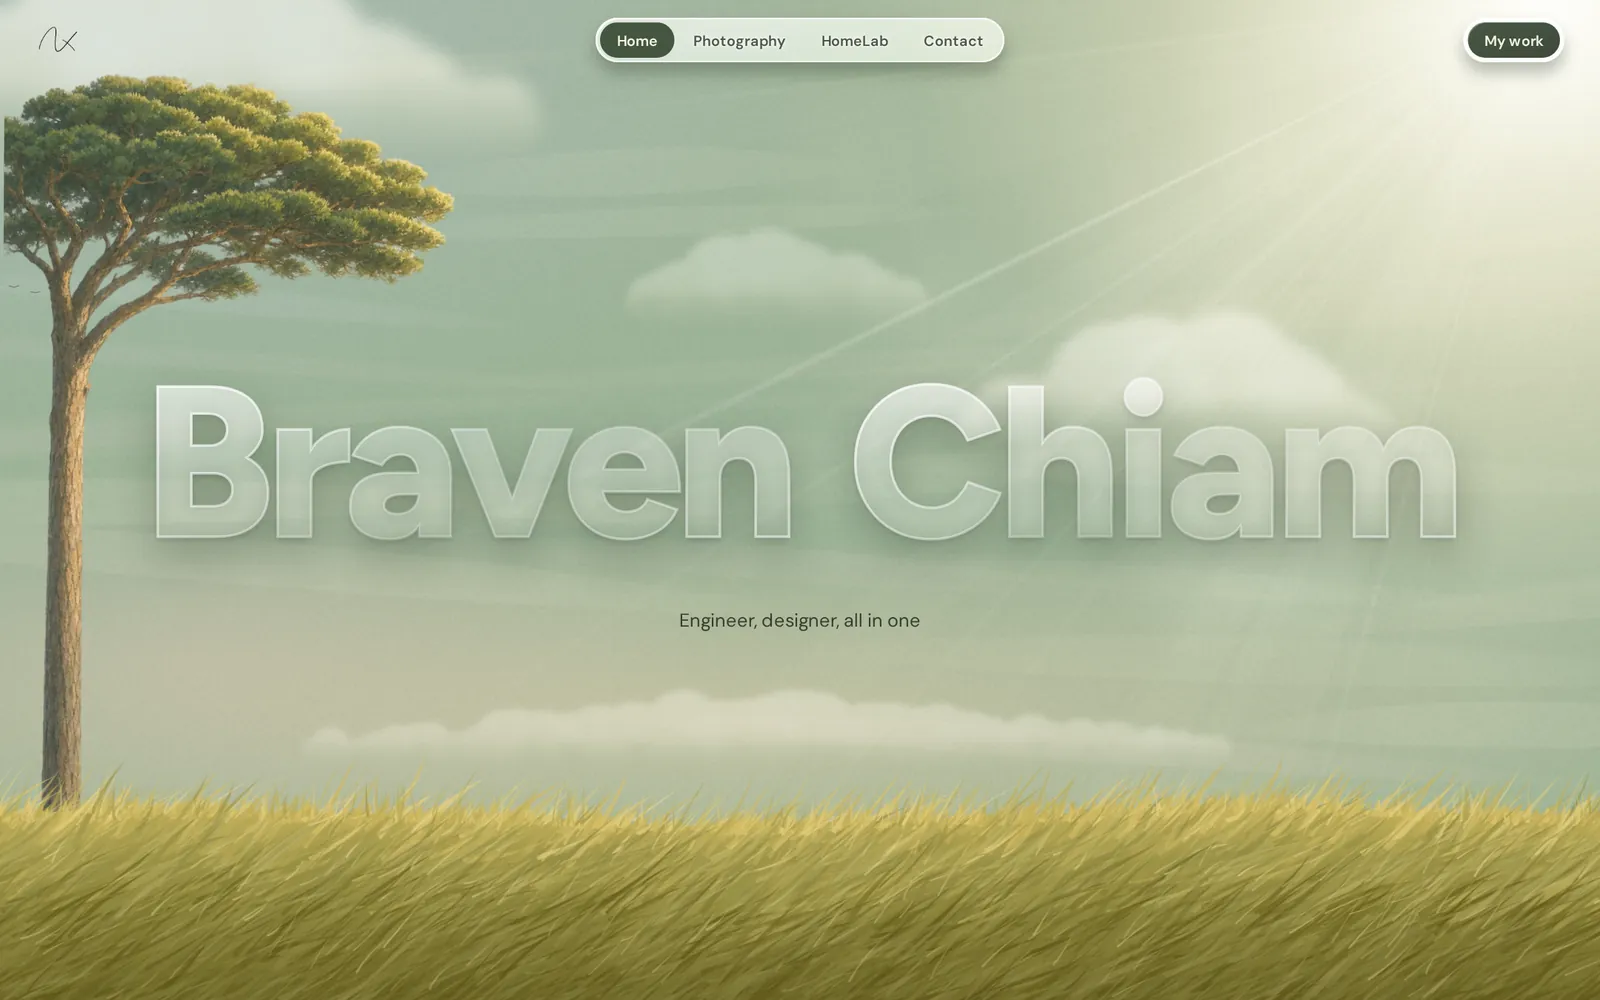 Home
Photography
HomeLab
Contact
My work
Braven Chiam
Engineer, designer, all in one